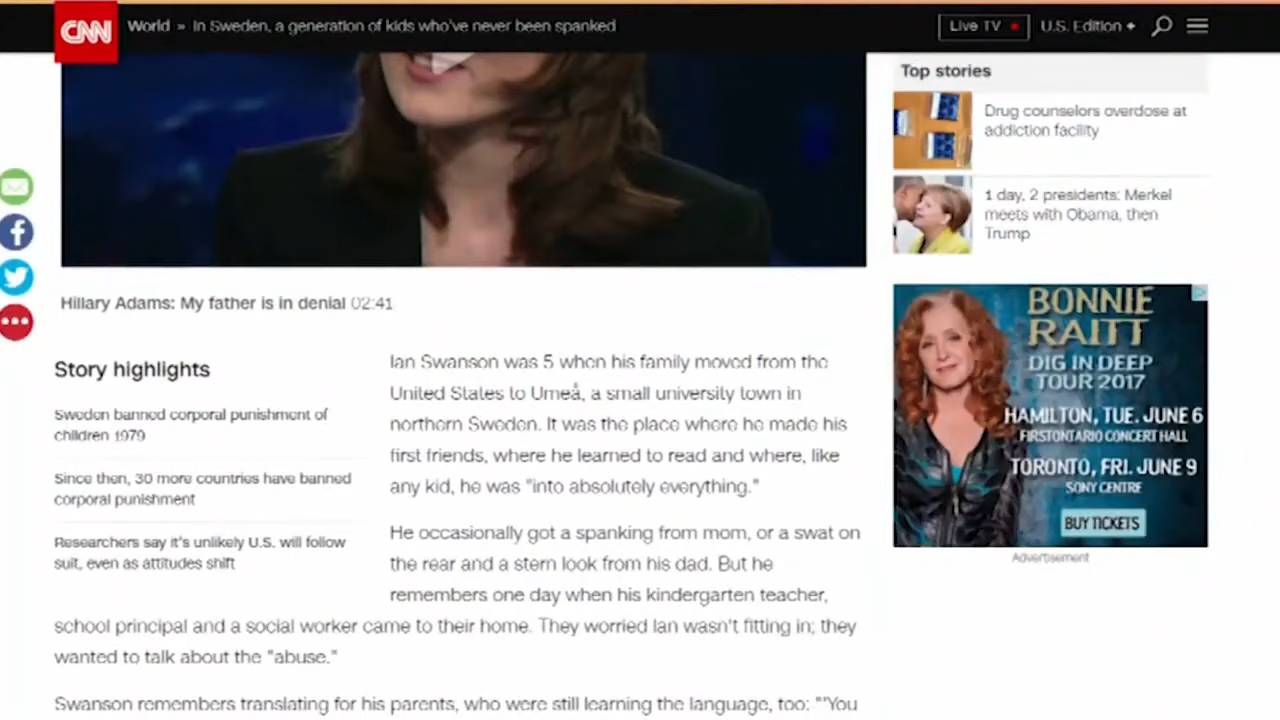 CNN
World » In Sweden, a generation of kids who've never been spanked
Live TV
U.S. Edition +
Hillary Adams: My father is in denial 02:41
Story highlights
Sweden banned corporal punishment of
children 1979
Since then, 30 more countries have banned
corporal punishment
Researchers say it's unlikely U.S. will follow
suit, even as attitudes shift
Ian Swanson was 5 when his family moved from the
United States to Umeå, a small university town in
northern Sweden. It was the place where he made his
first friends, where he learned to read and where, like
any kid, he was "into absolutely everything."
He occasionally got a spanking from mom, or a swat on
the rear and a stern look from his dad. But he
remembers one day when his kindergarten teacher,
school principal and a social worker came to their home. They worried Ian wasn't fitting in; they
wanted to talk about the "abuse."
Swanson remembers translating for his parents, who were still learning the language, too: "'You
Top stories
Drug counselors overdose at
addiction facility
1 day, 2 presidents: Merkel
meets with Obama, then
Trump
BONNIE
RAITT
DIG IN DEEP
TOUR 2017
HAMILTON, TUE. JUNE 6
FIRSTONTARIO CONCERT HALL
TORONTO, FRI. JUNE 9
SONY CENTRE
BUY TICKETS
Advertisement